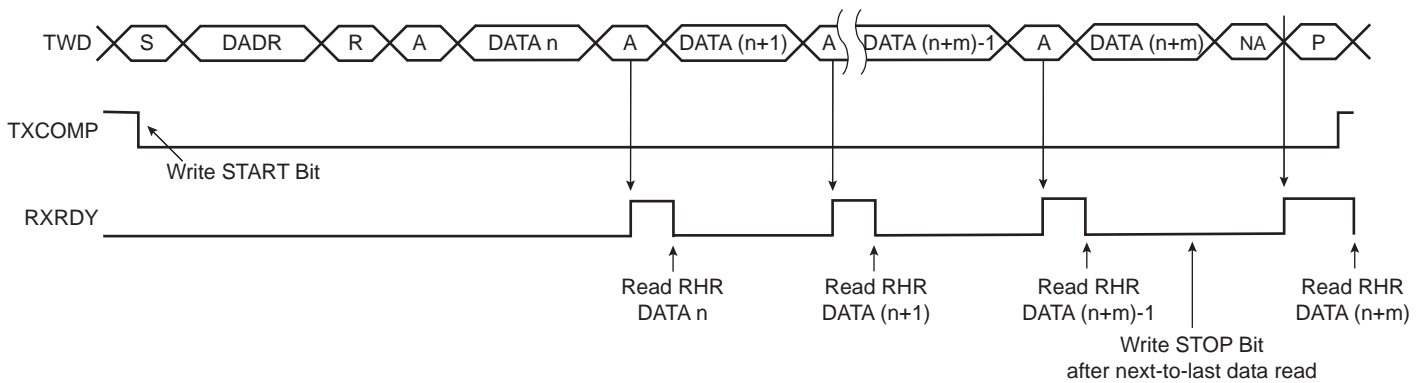 TWD S DADR R A DATA n A DATA (n+1) A DATA (n+m)-1 A DATA (n+m) NA P
TXCOMP
Write START Bit
RXRDY
Read RHR Read RHR Read RHR Read RHR
DATA n DATA (n+1) DATA (n+m)-1 DATA (n+m)
Write STOP Bit
after next-to-last data read